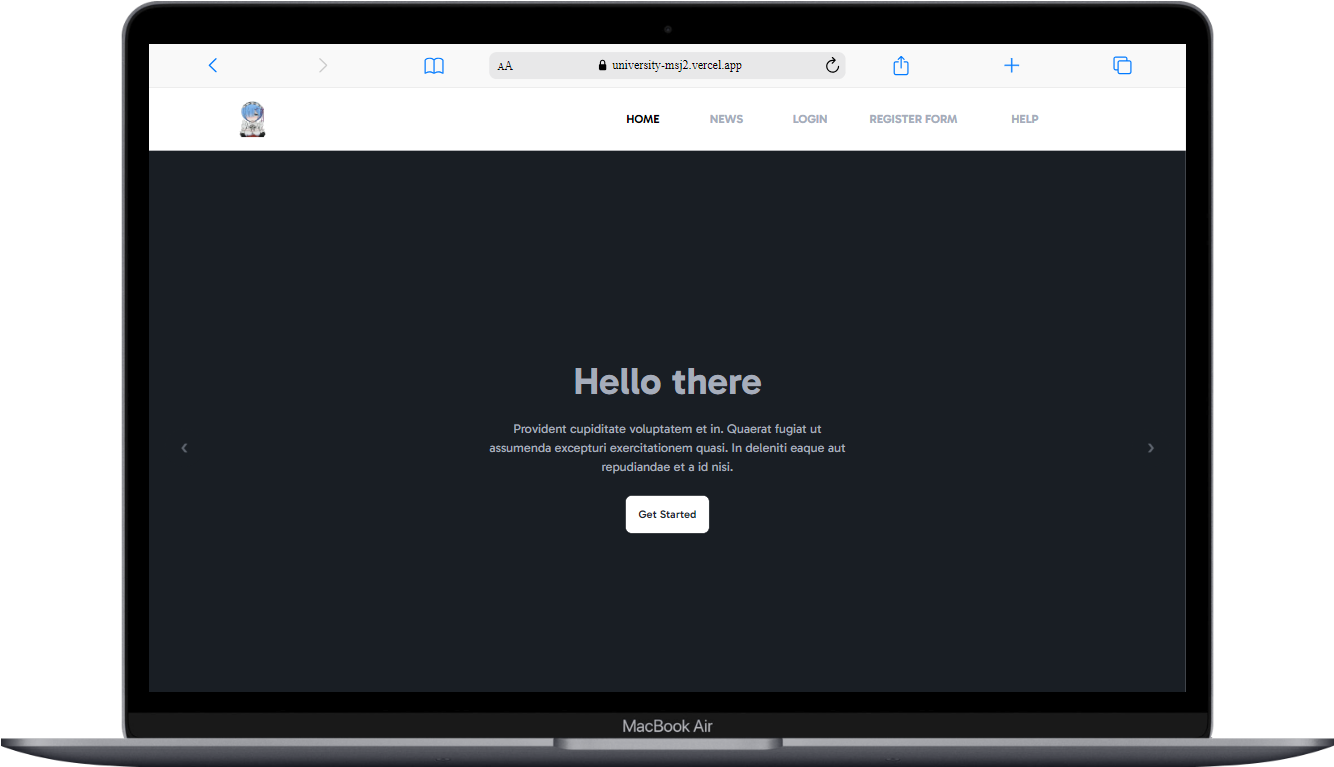 AA university-msj2.vercel.app
HOME NEWS LOGIN REGISTER FORM HELP
Hello there
Provident cupiditate voluptatem et in. Quaerat fugiat ut
assumenda excepturi exercitationem quasi. In deleniti eaque aut
repudiandae et a id nisi.
Get Started
MacBook Air